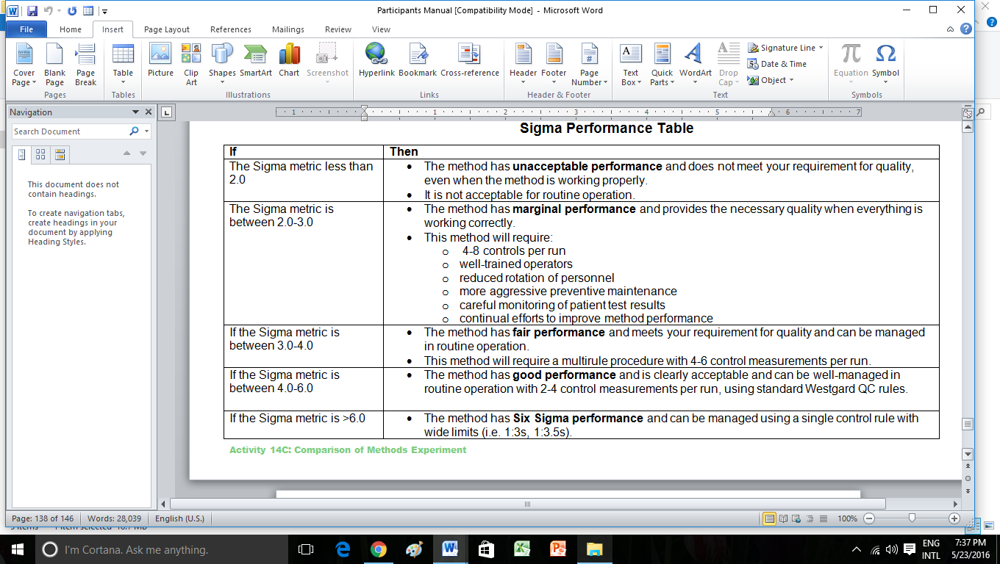 Participants Manual [Compatibility Mode] - Microsoft Word
File Home Insert Page Layout References Mailings Review View
Cover Page
Blank Page
Page Break
Pages
Table
Tables
Picture
Clip Art
Shapes
SmartArt
Chart
Screenshot
Illustrations
Hyperlink
Bookmark
Cross-reference
Links
Header
Footer
Page Number
Header & Footer
Text Box
Quick Parts
WordArt
Drop Cap
Signature Line
Date & Time
Object
Text
Equation
Symbol
Symbols
Navigation
Search Document
This document does not
contain headings.
To create navigation tabs,
create headings in your
document by applying
Heading Styles.
1 1 2 3 4 5 6 7
Sigma Performance Table
If Then
The Sigma metric less than
2.0
• The method has unacceptable performance and does not meet your requirement for quality,
even when the method is working properly.
• It is not acceptable for routine operation.
The Sigma metric is
between 2.0-3.0
• The method has marginal performance and provides the necessary quality when everything is
working correctly.
• This method will require:
o 4-8 controls per run
o well-trained operators
o reduced rotation of personnel
o more aggressive preventive maintenance
o careful monitoring of patient test results
o continual efforts to improve method performance
If the Sigma metric is
between 3.0-4.0
• The method has fair performance and meets your requirement for quality and can be managed
in routine operation.
• This method will require a multirule procedure with 4-6 control measurements per run.
If the Sigma metric is
between 4.0-6.0
• The method has good performance and is clearly acceptable and can be well-managed in
routine operation with 2-4 control measurements per run, using standard Westgard QC rules.
If the Sigma metric is >6.0
• The method has Six Sigma performance and can be managed using a single control rule with
wide limits (i.e. 1:3s, 1:3.5s).
Activity 14C: Comparison of Methods Experiment
Page: 138 of 146 Words: 28,039 English (U.S.) 100%
I'm Cortana. Ask me anything.
ENG
INTL
7:37 PM
5/23/2016